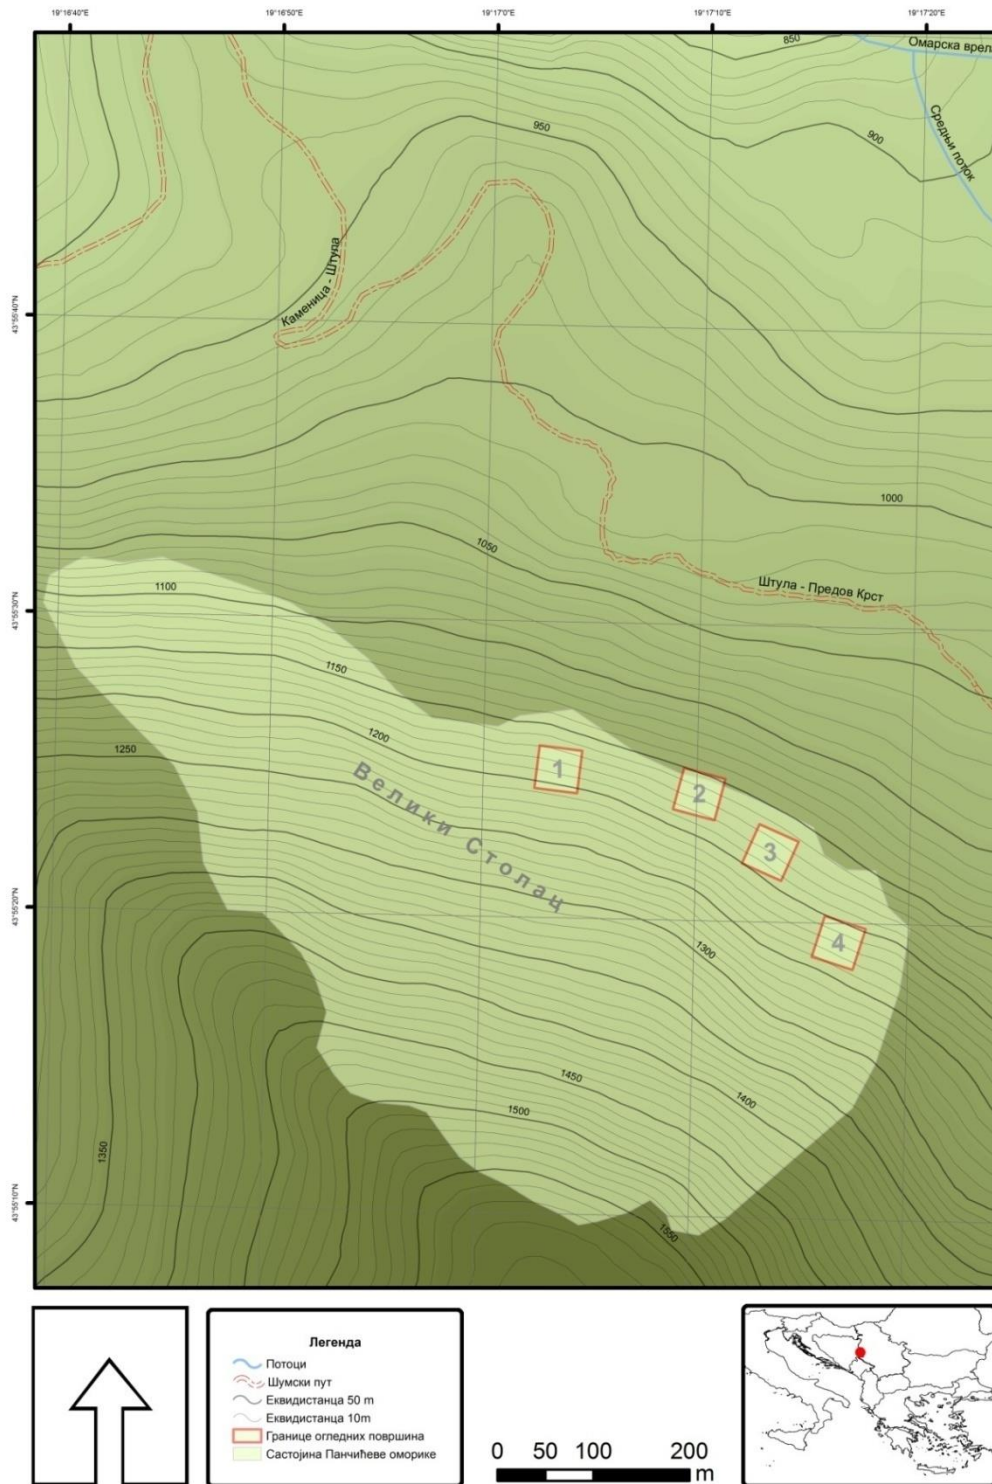 19°16'40"E
19°16'50"E
19°17'0"E
19°17'10"E
19°17'20"E
850
Омарска врел
950
900
Средњи поток
Каменица - Штула
43°55'40"N
1000
1050
Штула - Предов Крст
1100
43°55'30"N
1150
1200
1250
1
2
Велики Столац
3
43°55'20"N
4
1300
1450
1400
1500
1350
43°55'10"N
1550
Легенда
Потоци
Шумски пут
Еквидистанца 50 m
Еквидистанца 10m
Границе огледних површина
Састојина Панчићеве оморике
0 50 100 200
m